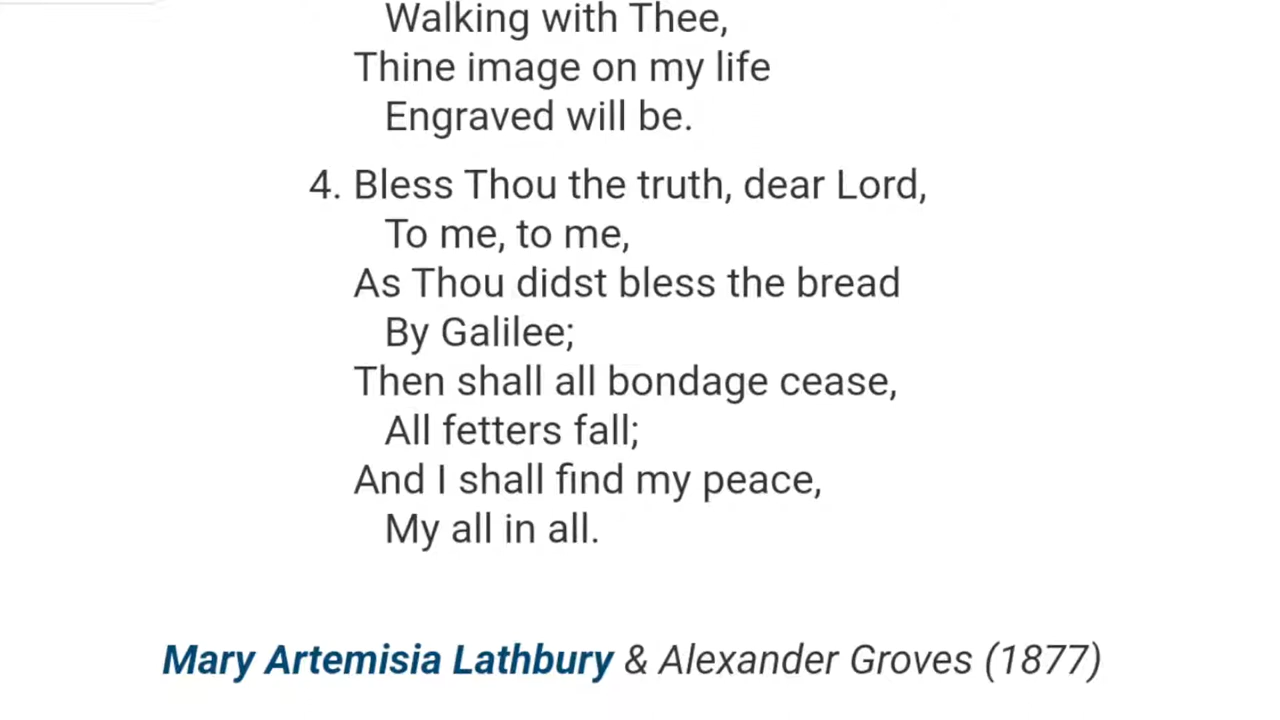 Walking with Thee,
Thine image on my life
Engraved will be.
4. Bless Thou the truth, dear Lord,
To me, to me,
As Thou didst bless the bread
By Galilee;
Then shall all bondage cease,
All fetters fall;
And I shall find my peace,
My all in all.
Mary Artemisia Lathbury & Alexander Groves (1877)